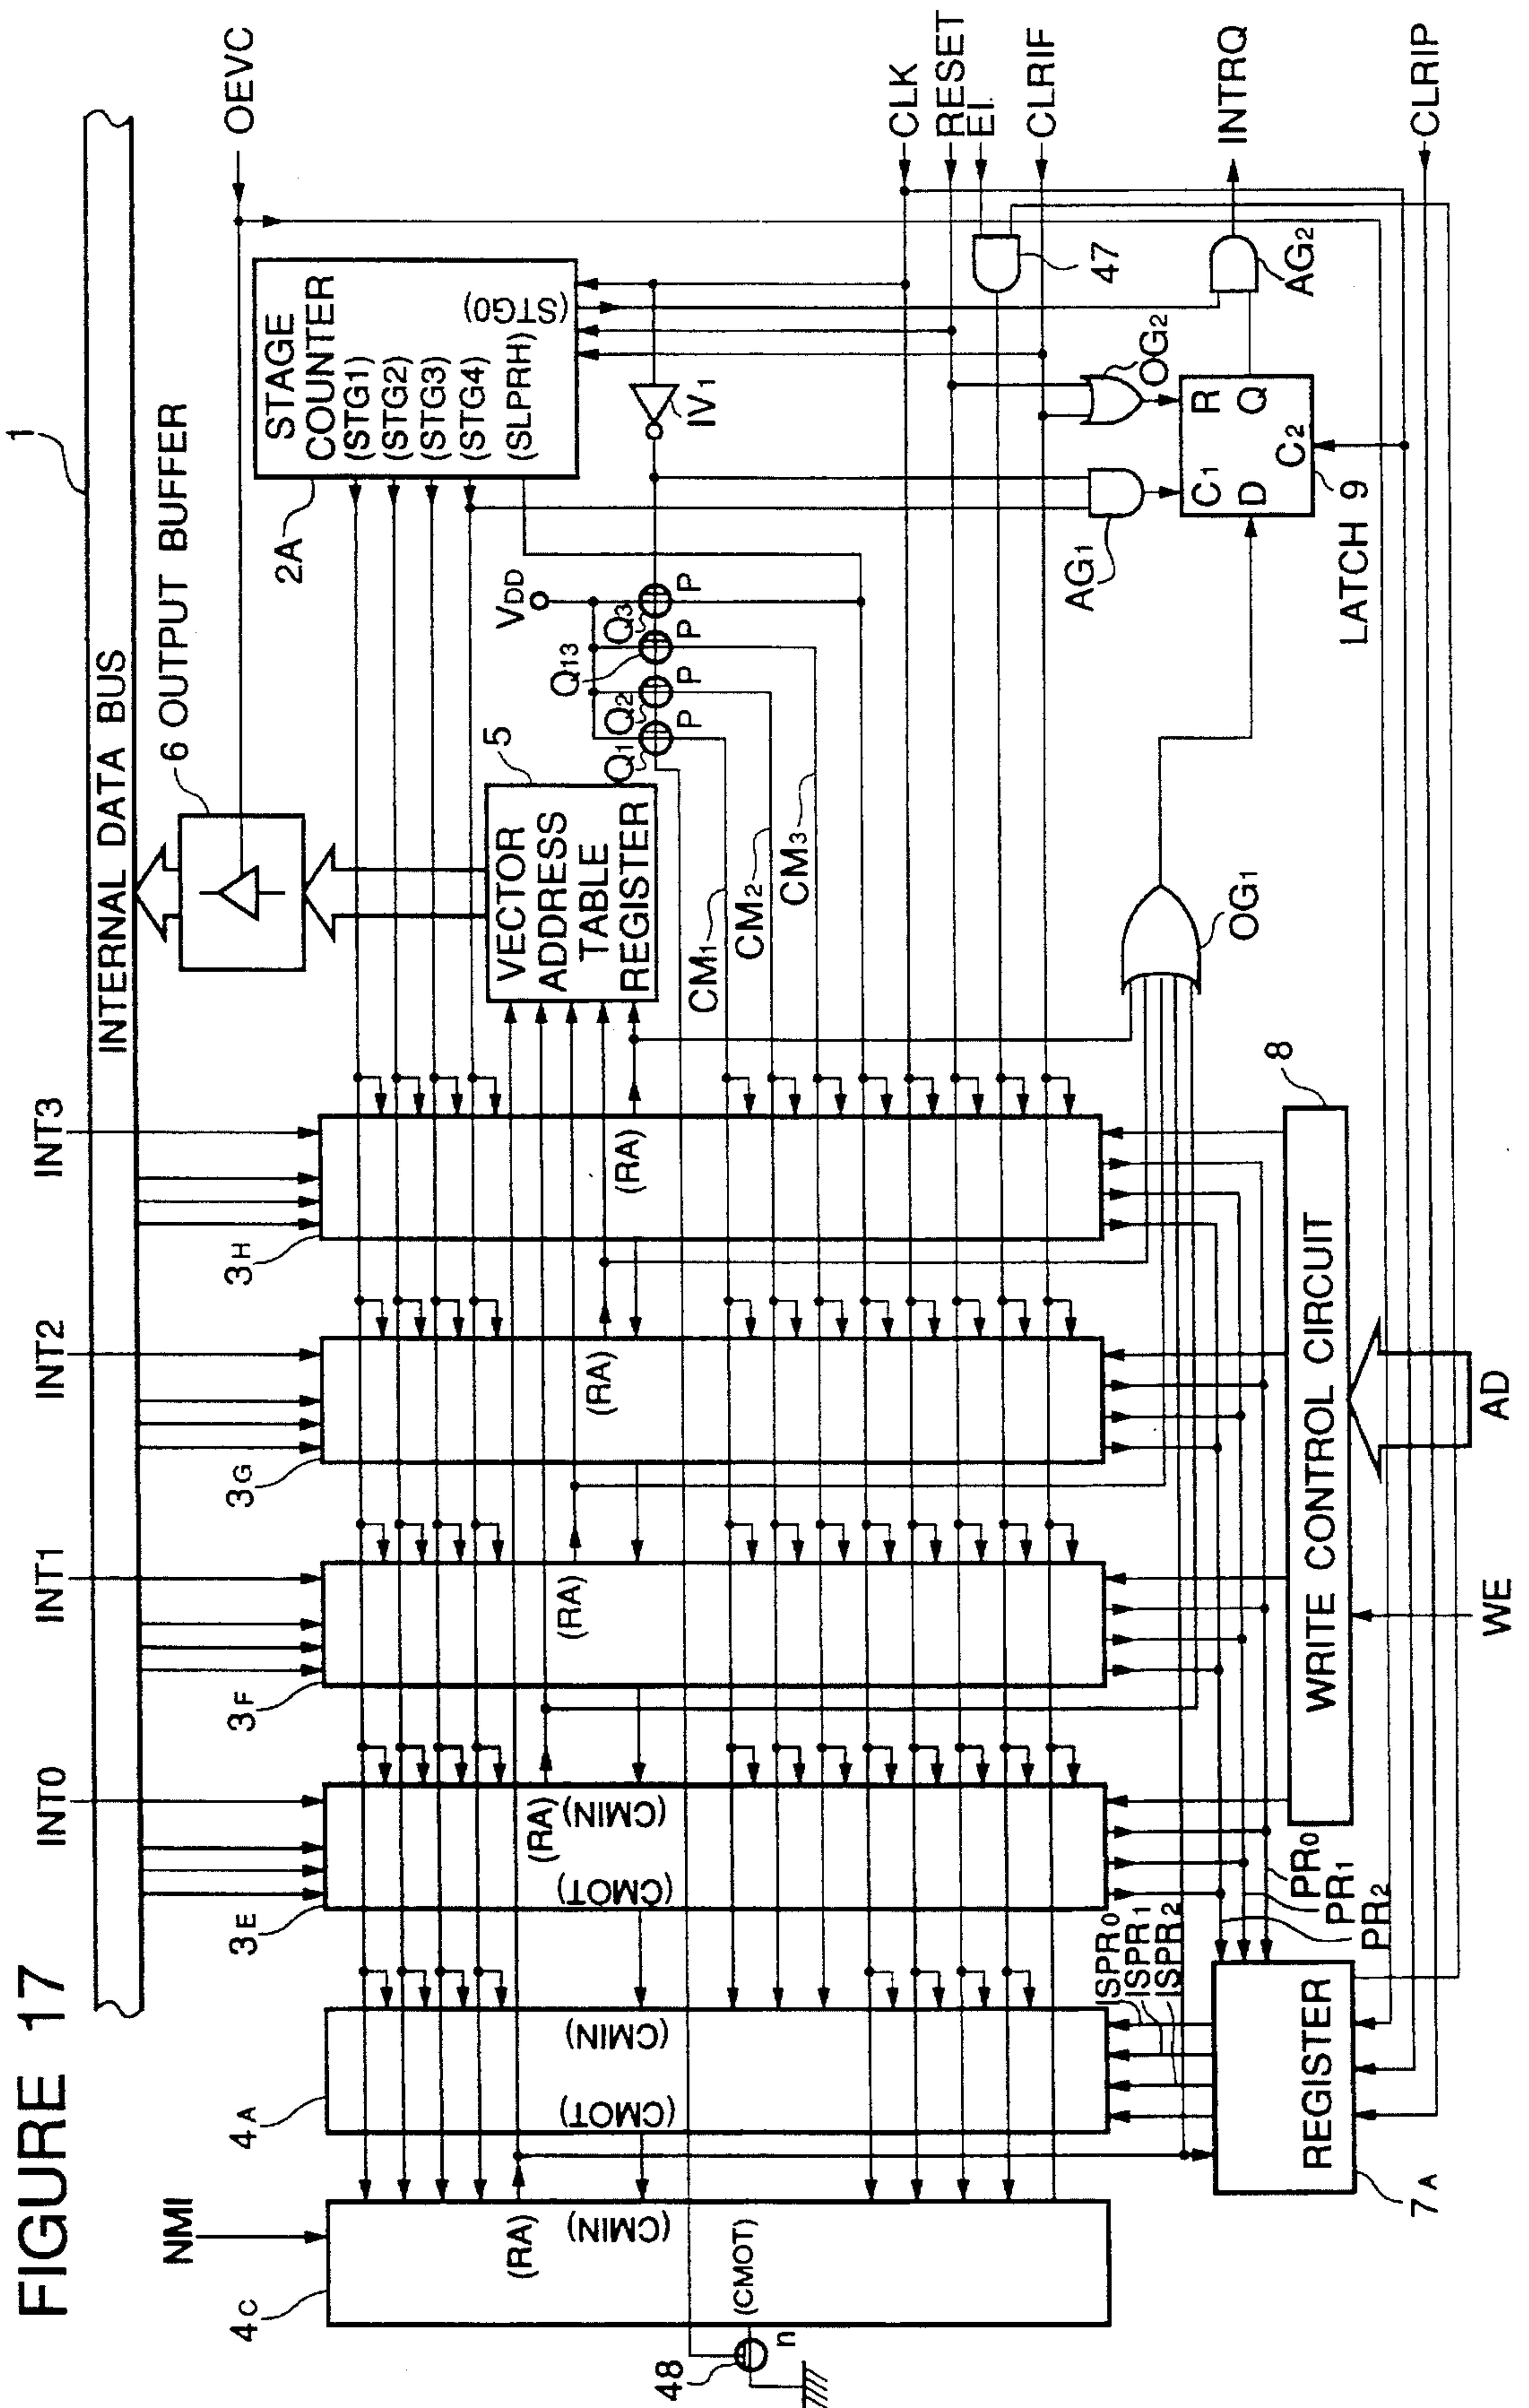 FIGURE 17
1
INTERNAL DATA BUS
OEVC
6 OUTPUT BUFFER
NMI
INT0
INT1
INT2
INT3
2A
STAGE
COUNTER
(STG1)
(STG2)
(STG3)
(STG4)
(SLPRH)
(STG0)
VDD
Q1
Q2
Q13
Q3
P
P
P
P
IV1
5
VECTOR
ADDRESS
TABLE
REGISTER
CM1
CM2
CM3
CLK
RESET
EI.
CLRIF
47
INTRQ
AG2
OG2
AG1
C1
R
D
Q
C2
LATCH 9
CLRIP
OG1
4C
(RA)
(CMIN)
(CMOT)
48
n
4A
(CMIN)
(CMOT)
3E
(RA)
(CMIN)
(CMOT)
3F
(RA)
3G
(RA)
3H
(RA)
8
WRITE CONTROL CIRCUIT
WE
AD
ISPR0
ISPR1
ISPR2
PR0
PR1
PR2
REGISTER
7A